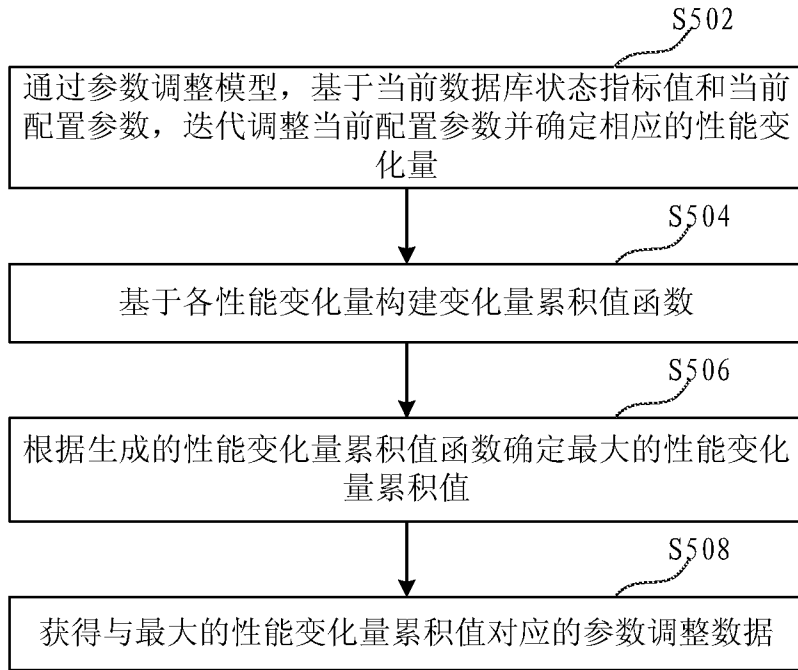 S502
通过参数调整模型，基于当前数据库状态指标值和当前
配置参数，迭代调整当前配置参数并确定相应的性能变
化量
S504
基于各性能变化量构建变化量累积值函数
S506
根据生成的性能变化量累积值函数确定最大的性能变化
量累积值
S508
获得与最大的性能变化量累积值对应的参数调整数据